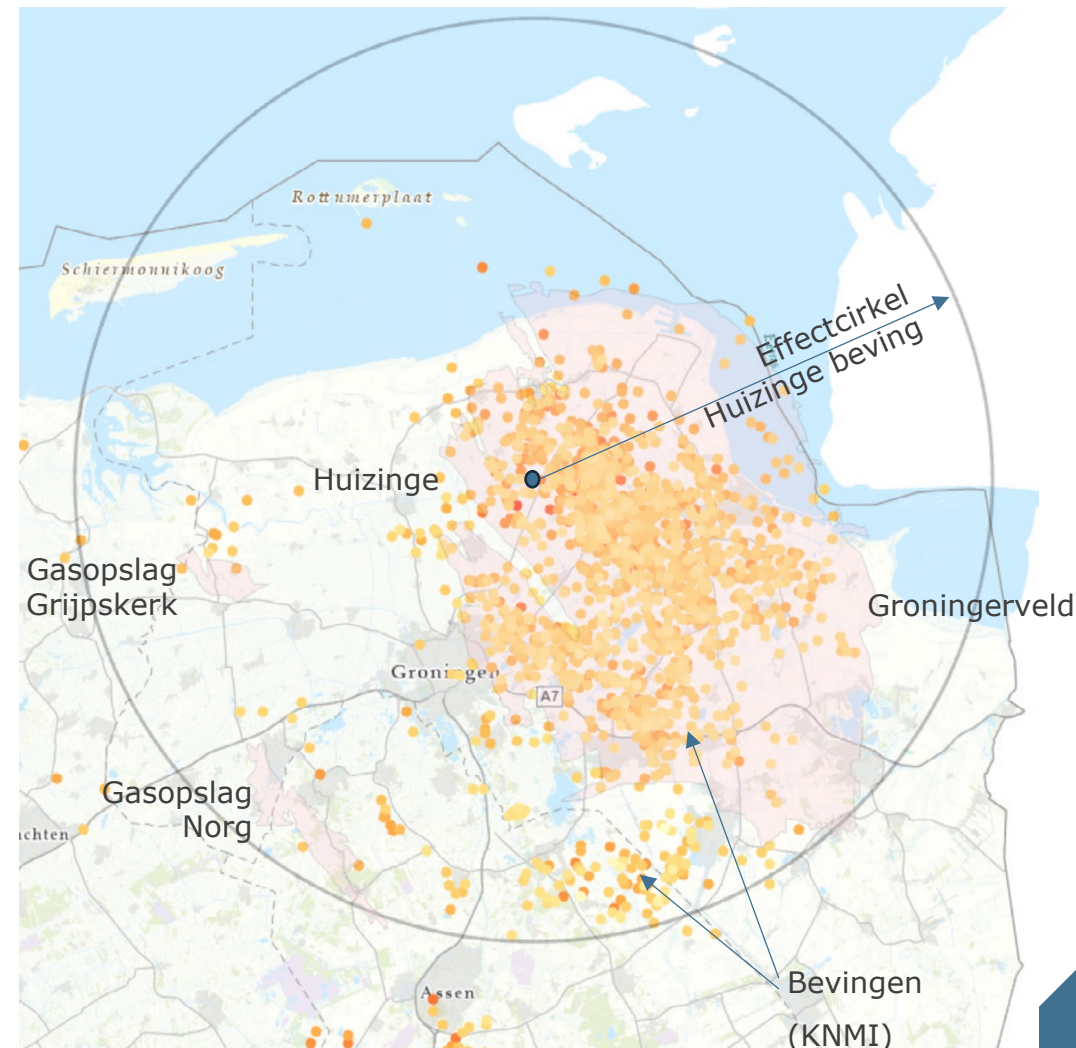 Rottumerplaat
Schiermonnikoog
Effectcirkel
Huizinge beving
Huizinge
Gasopslag
Grijpskerk
Groningerveld
Groningen
A7
Gasopslag
Norg
achten
Assen
Bevingen
(KNMI)